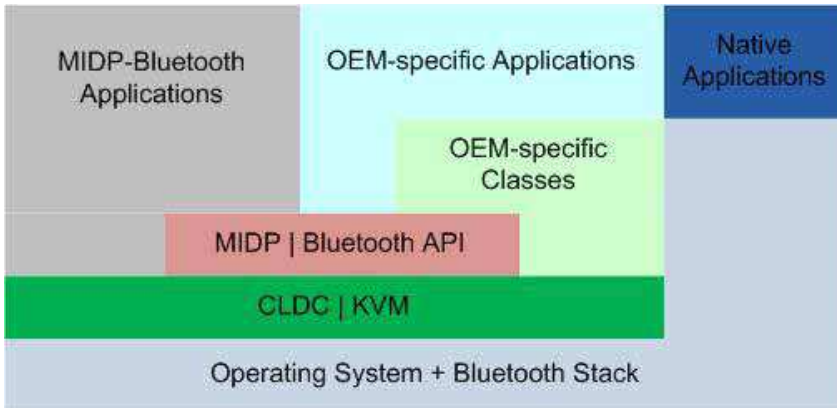 MIDP-Bluetooth
Applications
OEM-specific Applications
Native
Applications
OEM-specific
Classes
MIDP | Bluetooth API
CLDC | KVM
Operating System + Bluetooth Stack